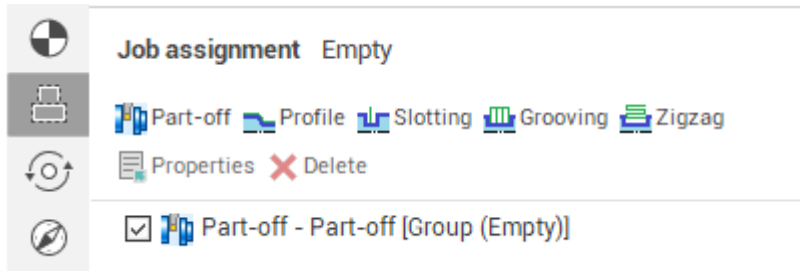 Job assignment Empty
Part-off Profile Slotting Grooving Zigzag
Properties Delete
Part-off - Part-off [Group (Empty)]